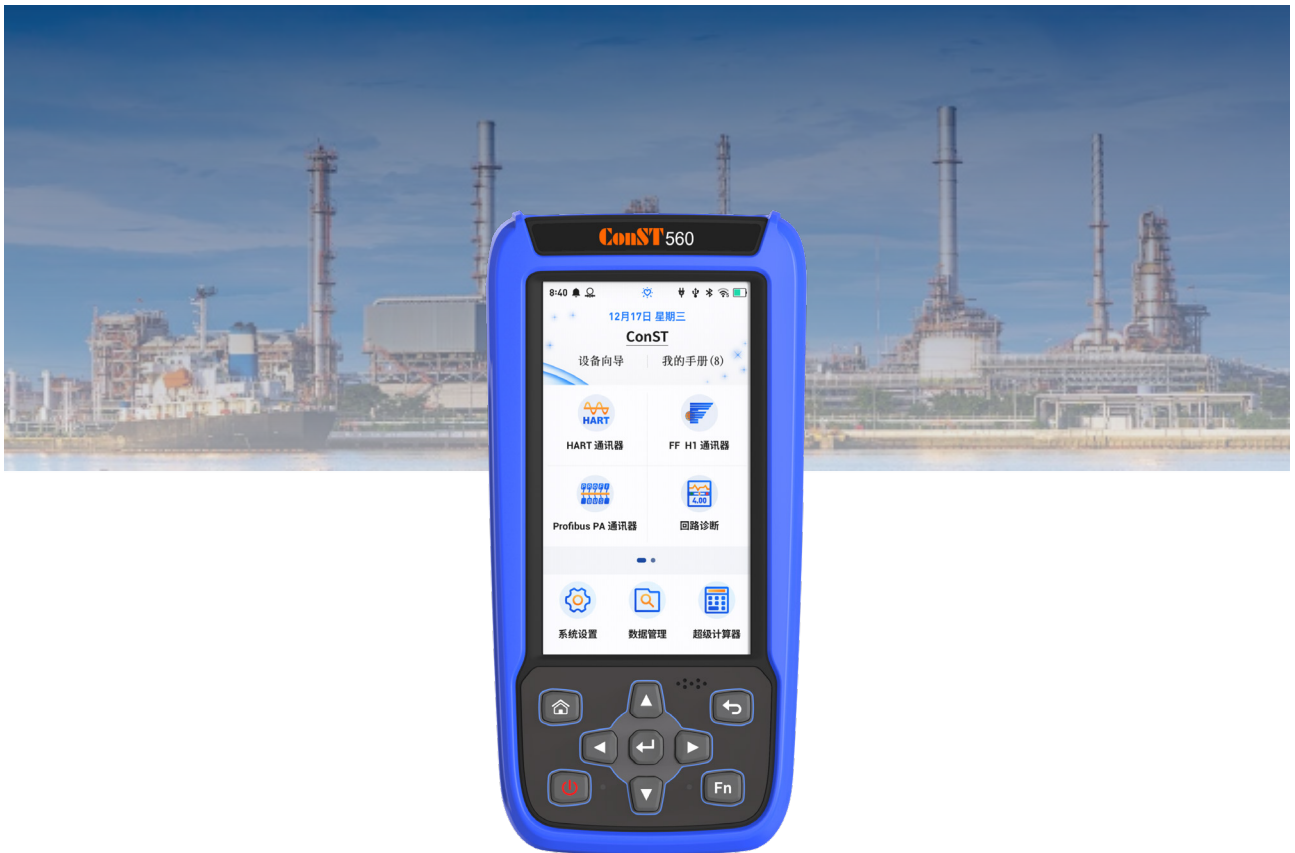 ConST 560
8:40
12月17日 星期三
ConST
设备向导 我的手册(8)
HART
HART 通讯器 FF H1 通讯器
4.00
Profibus PA 通讯器 回路诊断
系统设置 数据管理 超级计算器
Fn